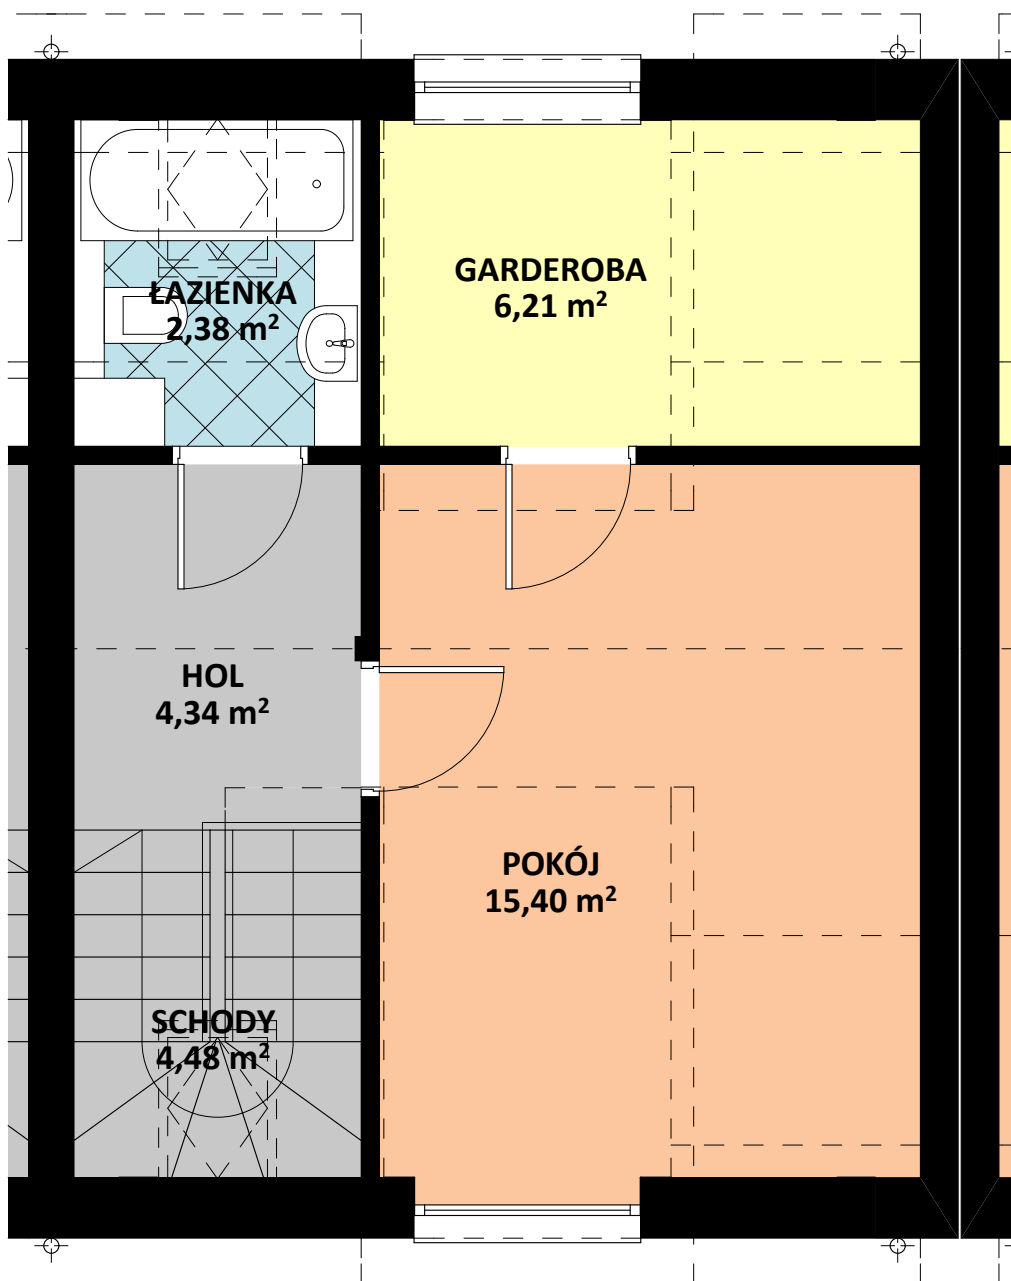 GARDEROBA
6,21 m²
ŁAZIENKA
2,38 m²
HOL
4,34 m²
POKÓJ
15,40 m²
SCHODY
4,48 m²